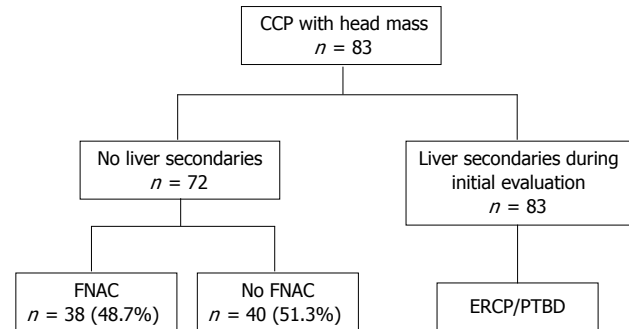 CCP with head mass
n = 83
No liver secondaries
n = 72
Liver secondaries during
initial evaluation
n = 83
FNAC
n = 38 (48.7%)
No FNAC
n = 40 (51.3%)
ERCP/PTBD